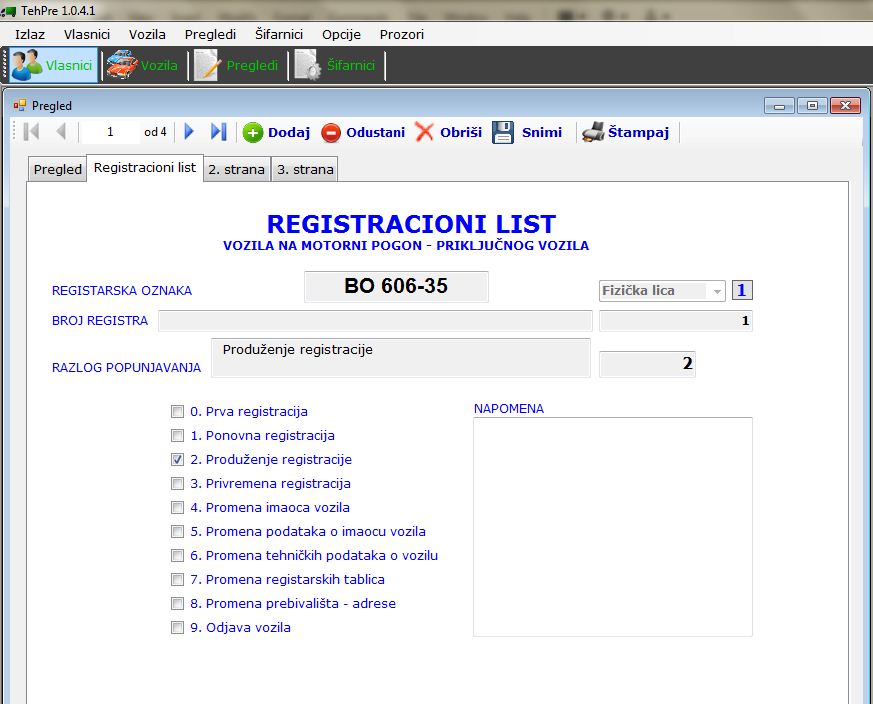 TehPre 1.0.4.1
Izlaz Vlasnici Vozila Pregledi Šifarnici Opcije Prozori
Vlasnici Vozila Pregledi Šifarnici
Pregled
1 od 4 Dodaj Odustani Obriši Snimi Štampaj
Pregled Registracioni list 2. strana 3. strana
REGISTRACIONI LIST
VOZILA NA MOTORNI POGON - PRIKLJUČNOG VOZILA
REGISTARSKA OZNAKA BO 606-35 Fizička lica 1
BROJ REGISTRA 1
RAZLOG POPUNJAVANJA Produženje registracije 2
0. Prva registracija
1. Ponovna registracija
2. Produženje registracije
3. Privremena registracija
4. Promena imaoca vozila
5. Promena podataka o imaocu vozila
6. Promena tehničkih podataka o vozilu
7. Promena registarskih tablica
8. Promena prebivališta - adrese
9. Odjava vozila
NAPOMENA